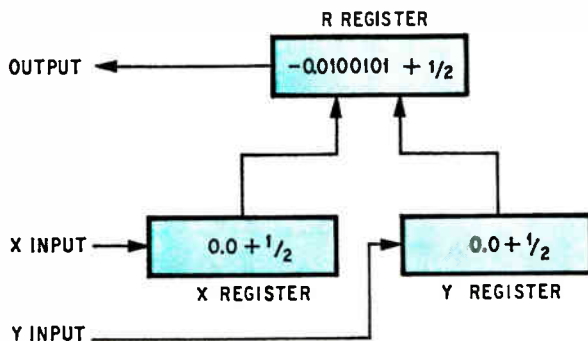 R REGISTER
OUTPUT
-0.0100101 + 1/2
X INPUT
0.0 + 1/2
0.0 + 1/2
X REGISTER
Y REGISTER
Y INPUT